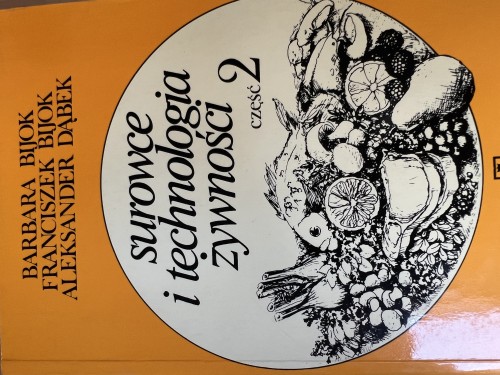 BARBARA BIJOK
FRANCISZEK BIJOK
ALEKSANDER DĄBEK
surowce
i technologia
żywności
część 2